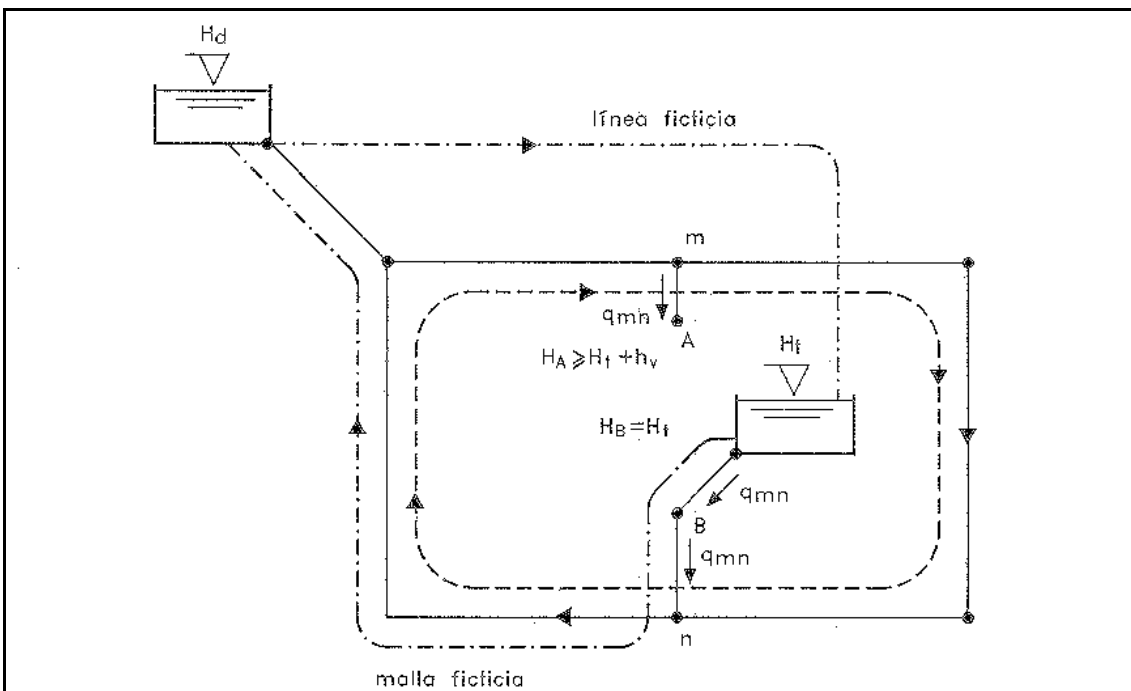 Hd
línea ficticia
m
qmn
A
HA ⩾ Hf + hv
Hf
HB = Hf
qmn
B
qmn
n
malla ficticia